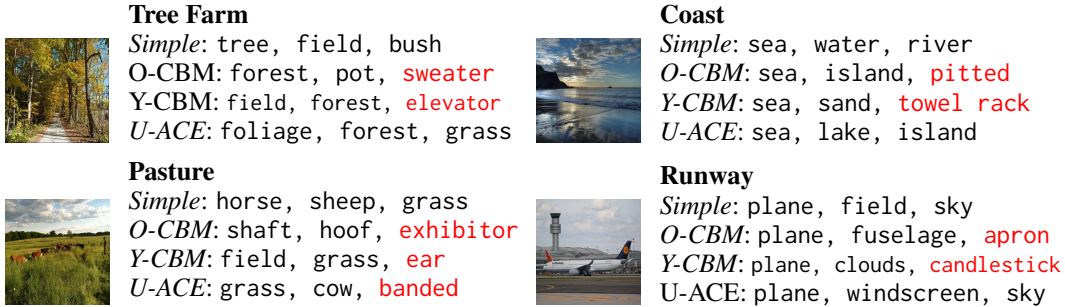 Tree Farm
Simple: tree, field, bush
O-CBM: forest, pot, sweater
Y-CBM: field, forest, elevator
U-ACE: foliage, forest, grass
Coast
Simple: sea, water, river
O-CBM: sea, island, pitted
Y-CBM: sea, sand, towel rack
U-ACE: sea, lake, island
Pasture
Simple: horse, sheep, grass
O-CBM: shaft, hoof, exhibitor
Y-CBM: field, grass, ear
U-ACE: grass, cow, banded
Runway
Simple: plane, field, sky
O-CBM: plane, fuselage, apron
Y-CBM: plane, clouds, candlestick
U-ACE: plane, windscreen, sky